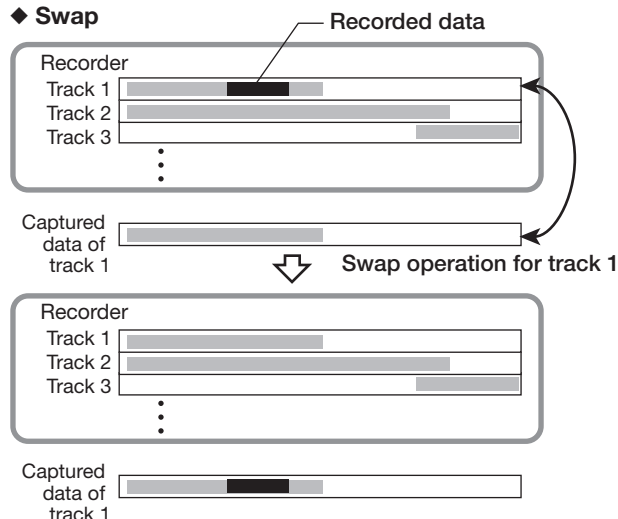 ◆ Swap
Recorded data
Recorder
Track 1
Track 2
Track 3
Captured
data of
track 1
Swap operation for track 1
Recorder
Track 1
Track 2
Track 3
Captured
data of
track 1